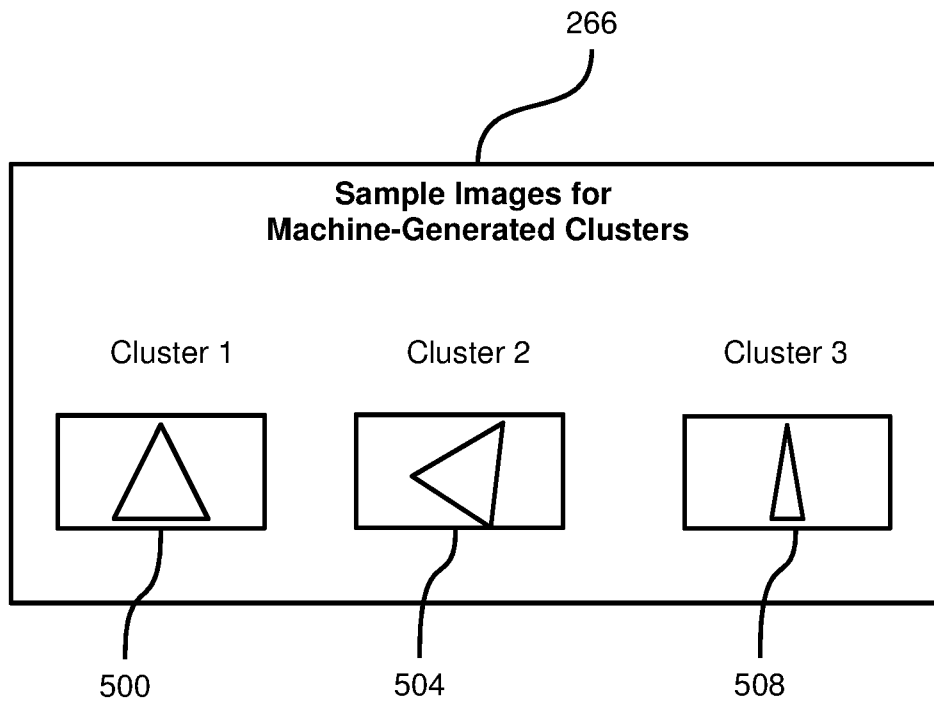 266
Sample Images for
Machine-Generated Clusters
Cluster 1 Cluster 2 Cluster 3
500 504 508